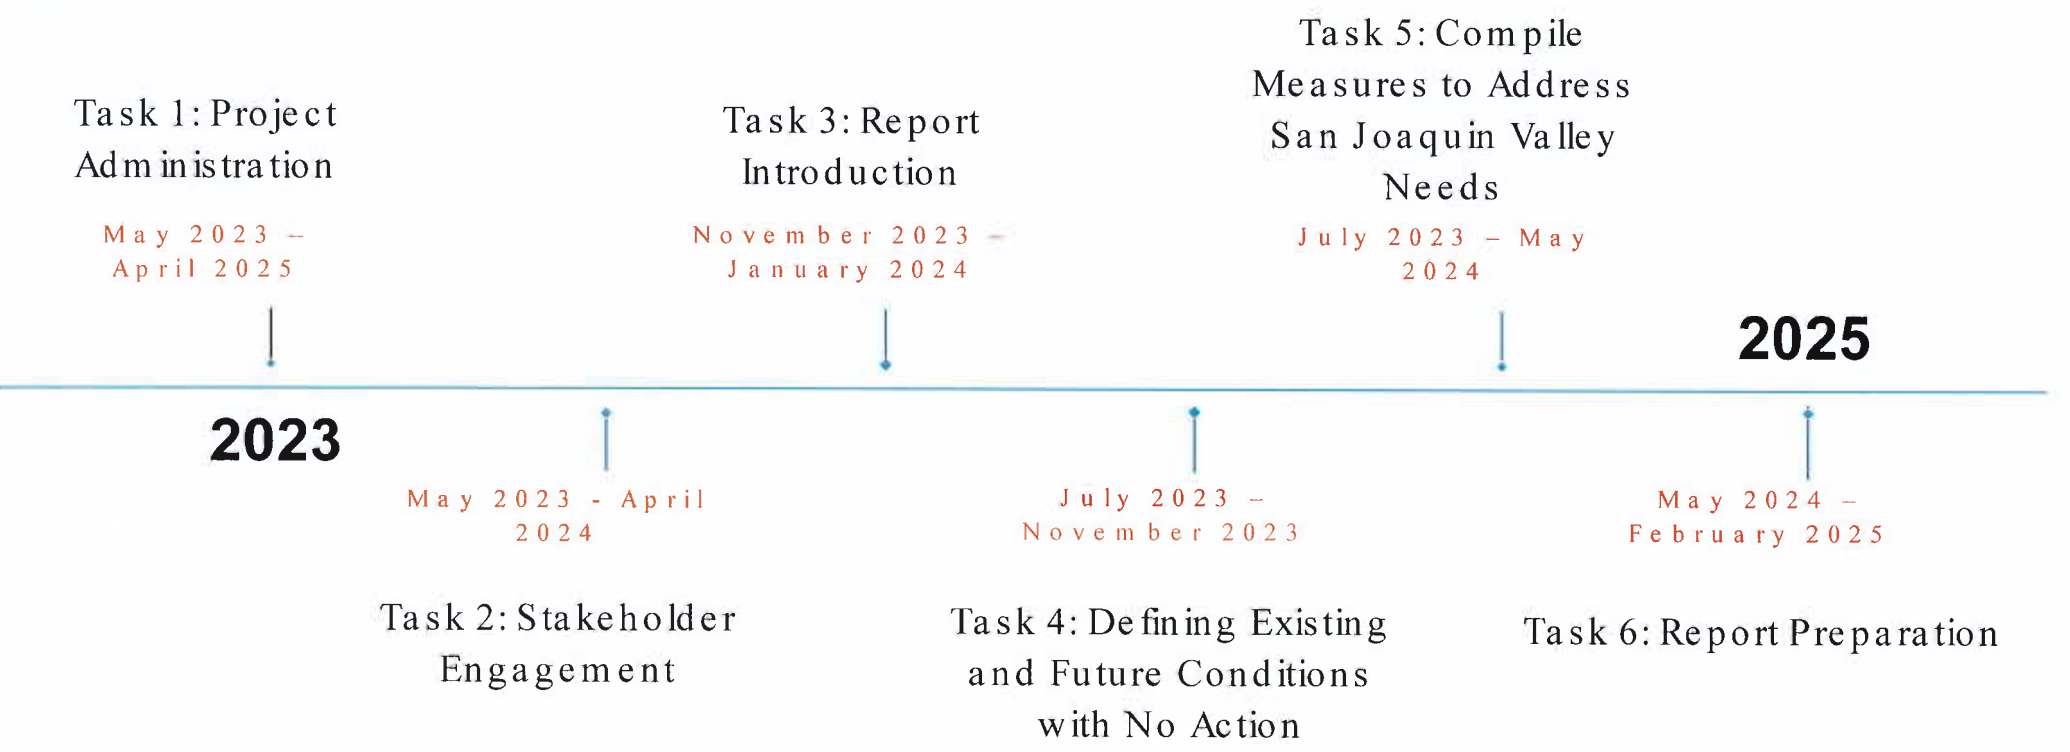 Task 1: Project
Administration
May 2023 –
April 2025
2023
May 2023 - April
2024
Task 2: Stakeholder
Engagement
Task 3: Report
Introduction
November 2023 –
January 2024
July 2023 –
November 2023
Task 4: Defining Existing
and Future Conditions
with No Action
Task 5: Compile
Measures to Address
San Joaquin Valley
Needs
July 2023 – May
2024
2025
May 2024 –
February 2025
Task 6: Report Preparation